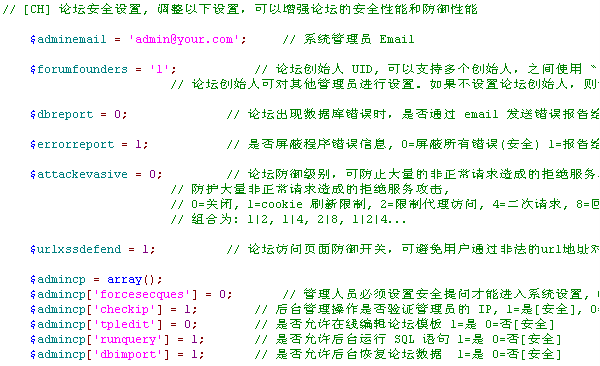 // [CH] 论坛安全设置, 调整以下设置, 可以增强论坛的安全性能和防御性能
$adminemail = 'admin@your.com'; // 系统管理员 Email
$forumfounders = '1'; // 论坛创始人 UID, 可以支持多个创始人, 之间使用 "
// 论坛创始人可对其他管理员进行设置. 如果不设置论坛创始人, 则
$dbreport = 0; // 论坛出现数据库错误时, 是否通过 email 发送错误报告给
$errorreport = 1; // 是否屏蔽程序错误信息, 0=屏蔽所有错误(安全) 1=报告给
$attackevasive = 0; // 论坛防御级别, 可防止大量的非正常请求造成的拒绝服务
// 防护大量非正常请求造成的拒绝服务攻击,
// 0=关闭, 1=cookie 刷新限制, 2=限制代理访问, 4=二次请求, 8=回
// 组合为: 1|2, 1|4, 2|8, 1|2|4...
$urlxssdefend = 1; // 论坛访问页面防御开关, 可避免用户通过非法的url地址对
$admincp = array();
$admincp['forcesecques'] = 0; // 管理人员必须设置安全提问才能进入系统设置,
$admincp['checkip'] = 1; // 后台管理操作是否验证管理员的 IP, 1=是[安全], 0=
$admincp['tpledit'] = 0; // 是否允许在线编辑论坛模板 1=是 0=否[安全]
$admincp['runquery'] = 1; // 是否允许后台运行 SQL 语句 1=是 0=否[安全]
$admincp['dbimport'] = 1; // 是否允许后台恢复论坛数据 1=是 0=否[安全]